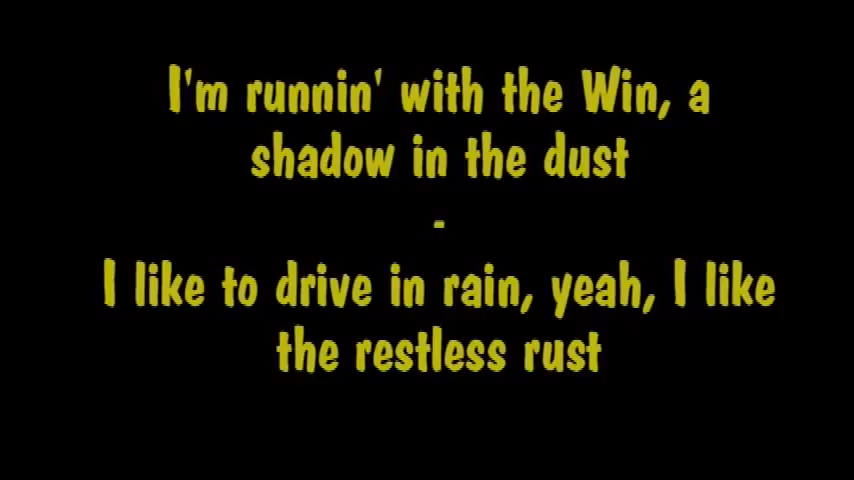 I'm runnin' with the Win, a
shadow in the dust
-
I like to drive in rain, yeah, I like
the restless rust